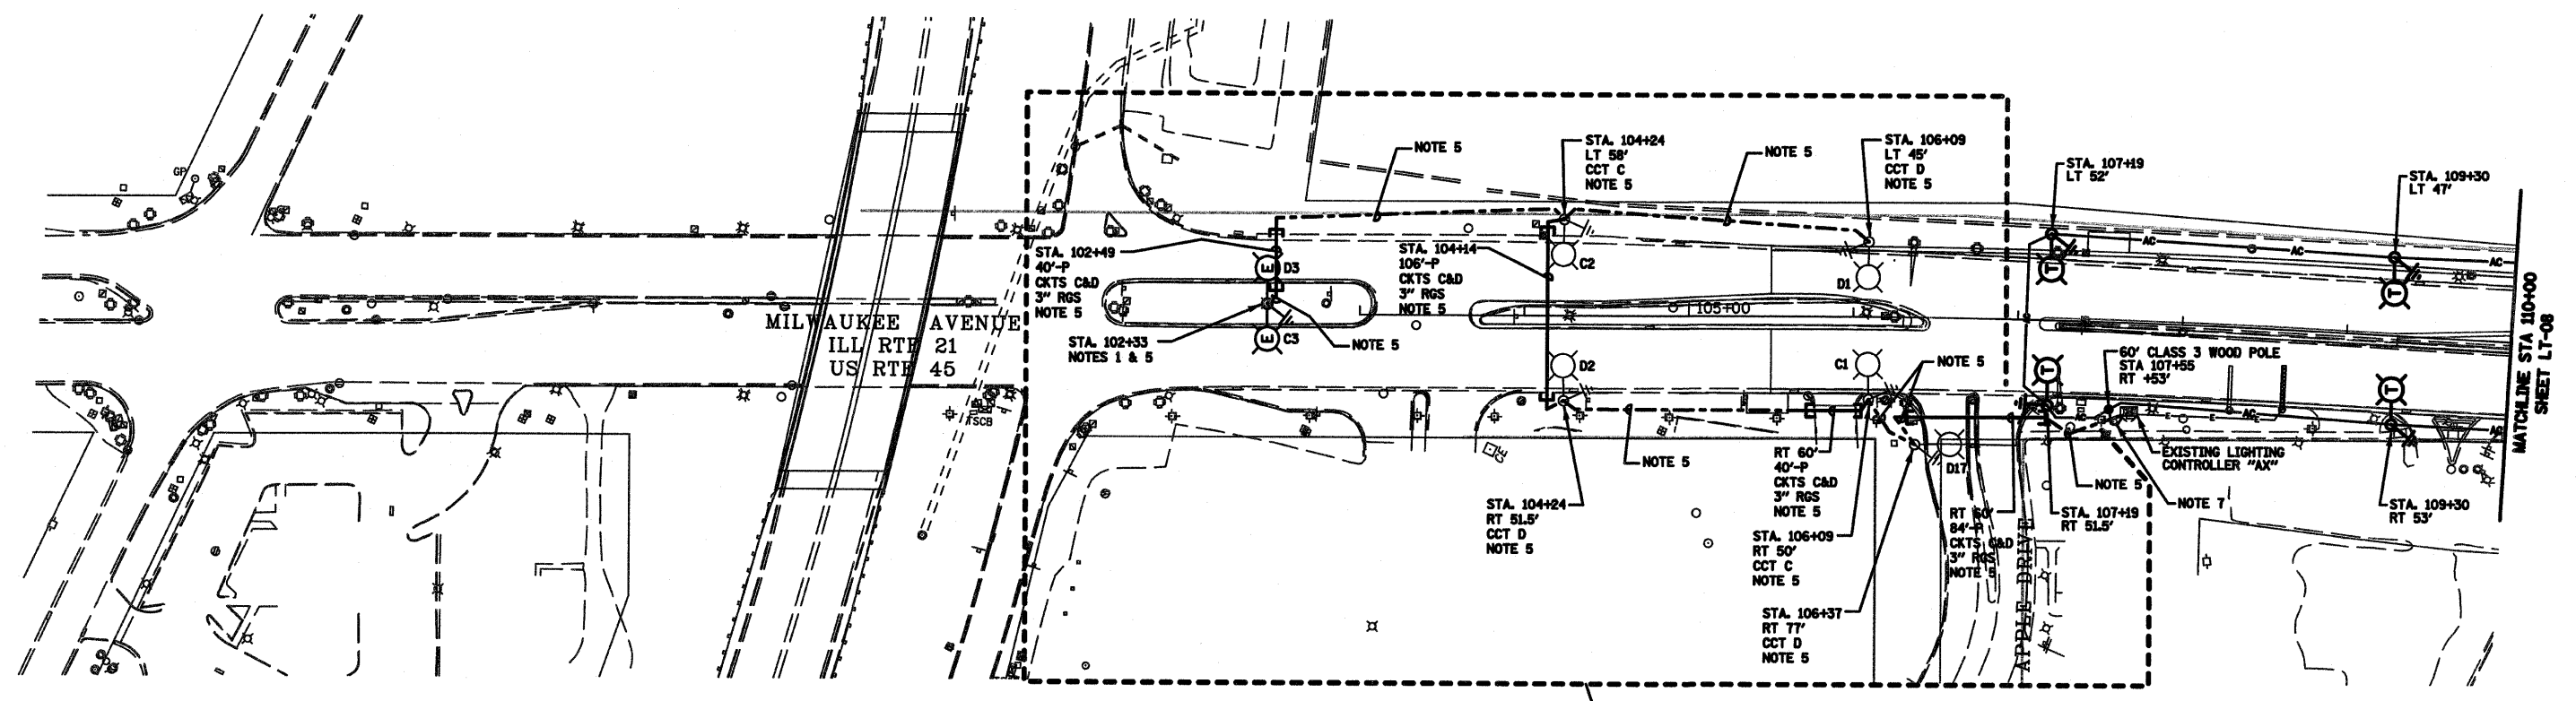 GP
NOTE 5
STA. 104+24
LT 58'
CCT C
NOTE 5
NOTE 5
STA. 106+09
LT 45'
CCT D
NOTE 5
STA. 107+19
LT 52'
STA. 109+30
LT 47'
STA. 102+49
40'-P
CKTS C&D
3" RGS
NOTE 5
E
D3
STA. 104+14
106'-P
CKTS C&D
3" RGS
NOTE 5
C2
D1
T
AC
AC
AC
T
105+00
MILWAUKEE AVENUE
ILL RTE 21
US RTE 45
STA. 102+33
NOTES 1 & 5
E
C3
NOTE 5
D2
C1
NOTE 5
T
60' CLASS 3 WOOD POLE
STA 107+55
RT +53'
T
E
E
AC
E
AC
MATCHLINE STA 110+00
SHEET LT-08
TSCB
NOTE 5
D17
EXISTING LIGHTING
CONTROLLER "AX"
NOTE 5
NOTE 7
STA. 104+24
RT 51.5'
CCT D
NOTE 5
RT 60'
40'-P
CKTS C&D
3" RGS
NOTE 5
STA. 106+09
RT 50'
CCT C
NOTE 5
STA. 106+37
RT 77'
CCT D
NOTE 5
RT 60'
84'-P
CKTS C&D
3" RGS
NOTE 5
STA. 107+19
RT 51.5'
STA. 109+30
RT 53'
APPLE DRIVE